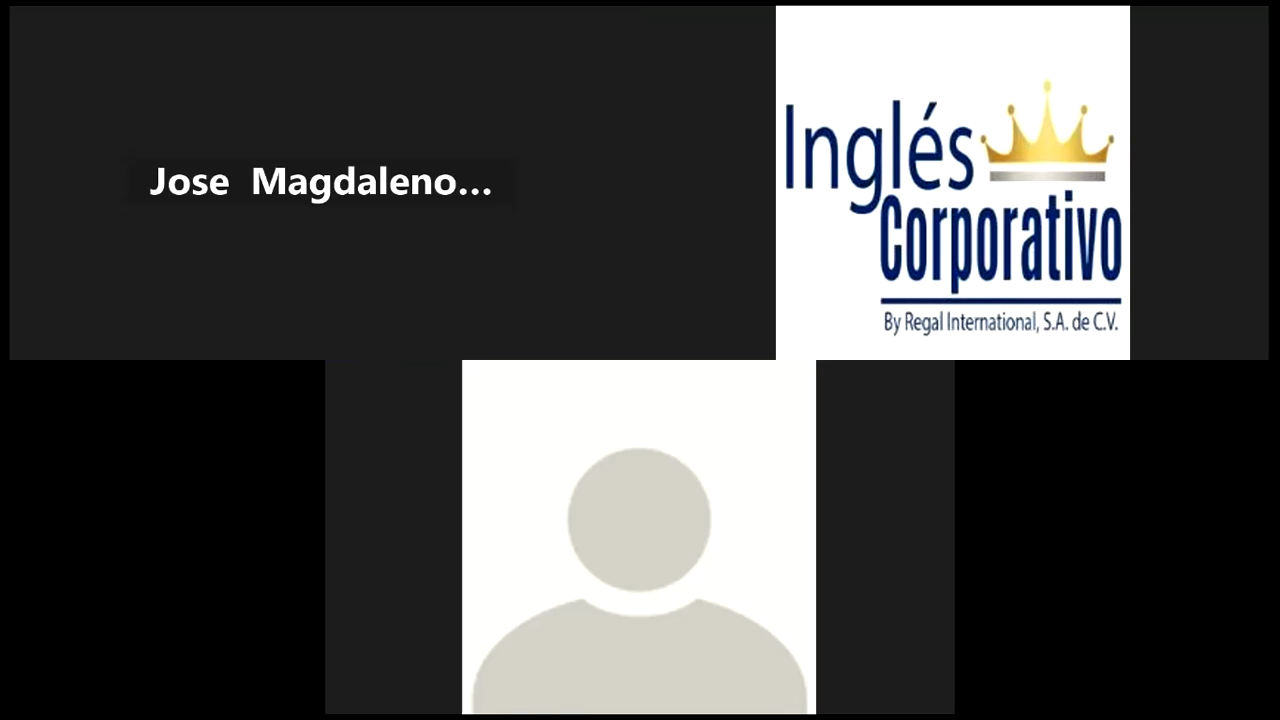 Jose  Magdaleno...
Inglés
Corporativo
By Regal International, S.A. de C.V.